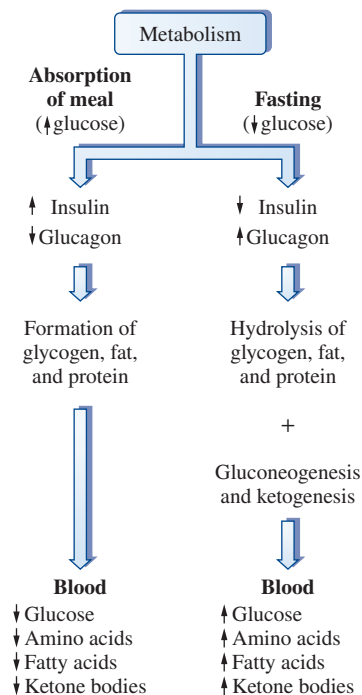 Metabolism
Absorption
of meal
(↑glucose)
Fasting
(↓glucose)
↑ Insulin
↓Glucagon
↓ Insulin
↑Glucagon
Formation of
glycogen, fat,
and protein
Hydrolysis of
glycogen, fat,
and protein
+
Gluconeogenesis
and ketogenesis
Blood
↓Glucose
↓Amino acids
↓Fatty acids
↓Ketone bodies
Blood
↑Glucose
↑Amino acids
↑Fatty acids
↑Ketone bodies